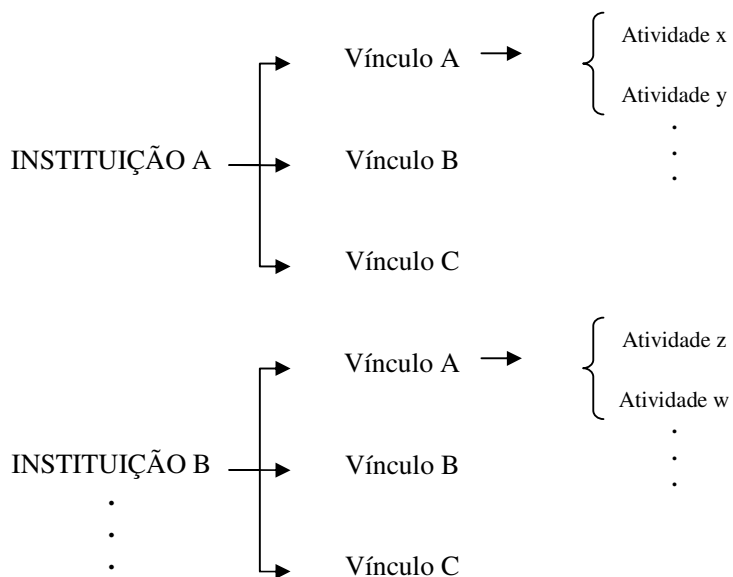 Vínculo A
Atividade x
Atividade y
INSTITUIÇÃO A
Vínculo B
Vínculo C
Vínculo A
Atividade z
Atividade w
INSTITUIÇÃO B
Vínculo B
Vínculo C